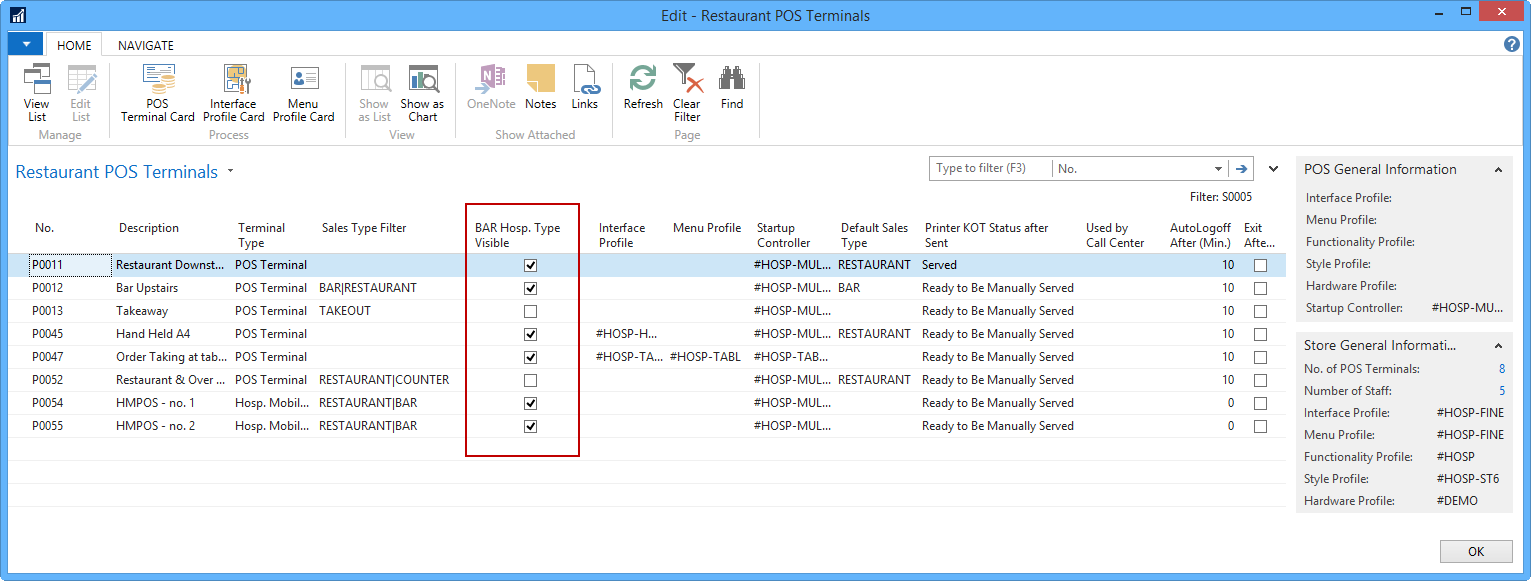 Edit - Restaurant POS Terminals
HOME NAVIGATE
View List
Edit List
Manage
POS Terminal Card
Interface Profile Card
Menu Profile Card
Process
Show as List
Show as Chart
View
OneNote
Notes
Links
Show Attached
Refresh
Clear Filter
Find
Page
Restaurant POS Terminals
Type to filter (F3) No.
Filter: S0005
No. Description Terminal Type Sales Type Filter BAR Hosp. Type Visible Interface Profile Menu Profile Startup Controller Default Sales Type Printer KOT Status after Sent Used by Call Center AutoLogoff After (Min.) Exit Afte...
P0011 Restaurant Downst... POS Terminal #HOSP-MUL... RESTAURANT Served 10
P0012 Bar Upstairs POS Terminal BAR|RESTAURANT #HOSP-MUL... BAR Ready to Be Manually Served 10
P0013 Takeaway POS Terminal TAKEOUT #HOSP-MUL... Ready to Be Manually Served 10
P0045 Hand Held A4 POS Terminal #HOSP-H... #HOSP-MUL... RESTAURANT Ready to Be Manually Served 10
P0047 Order Taking at tab... POS Terminal #HOSP-TA... #HOSP-TABL #HOSP-TAB... Ready to Be Manually Served 10
P0052 Restaurant & Over ... POS Terminal RESTAURANT|COUNTER #HOSP-MUL... RESTAURANT Ready to Be Manually Served 10
P0054 HMPOS - no. 1 Hosp. Mobil... RESTAURANT|BAR #HOSP-MUL... Ready to Be Manually Served 0
P0055 HMPOS - no. 2 Hosp. Mobil... RESTAURANT|BAR #HOSP-MUL... Ready to Be Manually Served 0
POS General Information
Interface Profile:
Menu Profile:
Functionality Profile:
Style Profile:
Hardware Profile:
Startup Controller: #HOSP-MU...
Store General Informati...
No. of POS Terminals: 8
Number of Staff: 5
Interface Profile: #HOSP-FINE
Menu Profile: #HOSP-FINE
Functionality Profile: #HOSP
Style Profile: #HOSP-ST6
Hardware Profile: #DEMO
OK